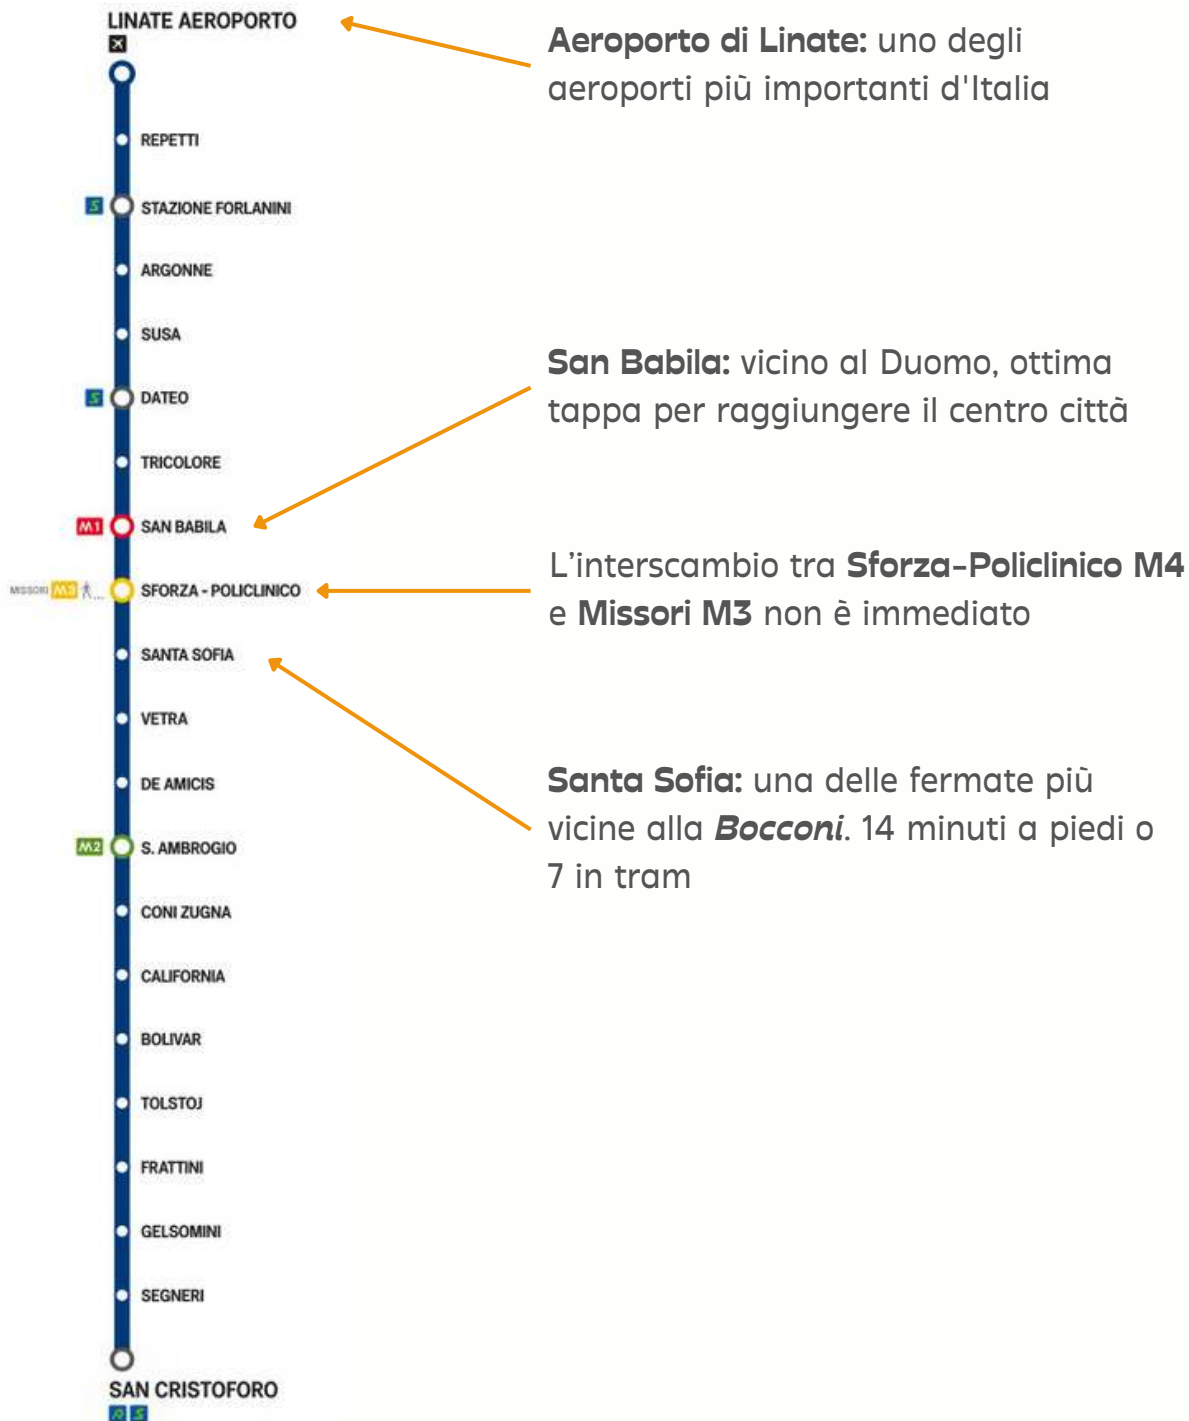 LINATE AEROPORTO
Aeroporto di Linate: uno degli
aeroporti più importanti d'Italia
REPETTI
S STAZIONE FORLANINI
ARGONNE
SUSA
San Babila: vicino al Duomo, ottima
tappa per raggiungere il centro città
S DATEO
TRICOLORE
M1 SAN BABILA
L'interscambio tra Sforza-Policlinico M4
e Missori M3 non è immediato
MISSORI M3 SFORZA - POLICLINICO
SANTA SOFIA
VETRA
Santa Sofia: una delle fermate più
vicine alla Bocconi. 14 minuti a piedi o
7 in tram
DE AMICIS
M2 S. AMBROGIO
CONI ZUGNA
CALIFORNIA
BOLIVAR
TOLSTOJ
FRATTINI
GELSOMINI
SEGNERI
SAN CRISTOFORO
R S